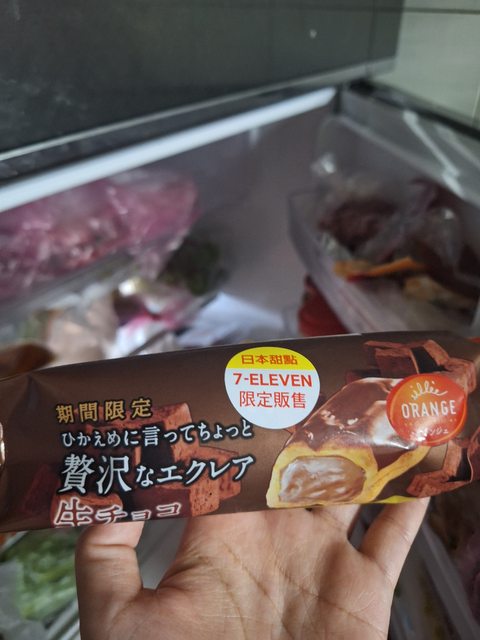 期間限定
ひかえめに言ってちょっと
贅沢なエクレア
生チョコ
日本甜點
7-ELEVEN
限定販售
ORANGE